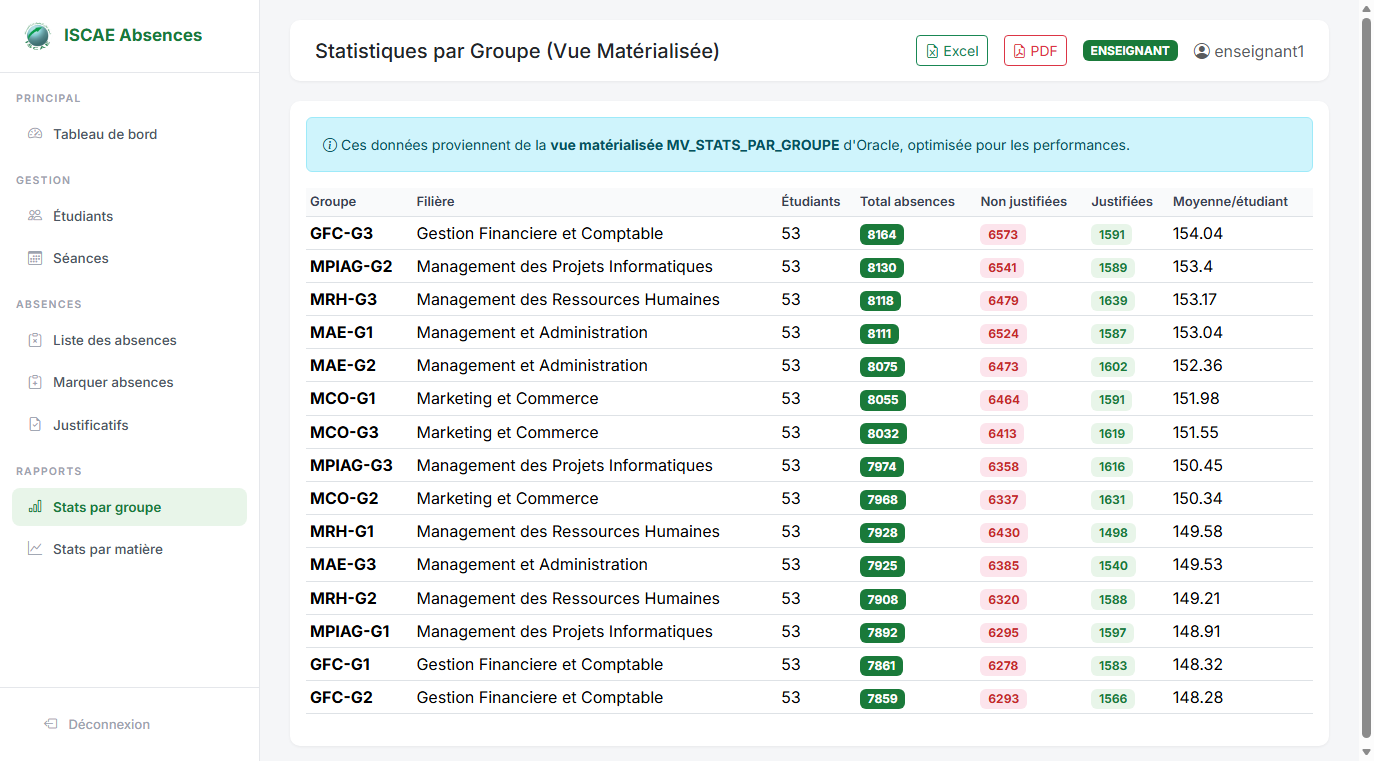 ISCAE Absences
PRINCIPAL
Tableau de bord
GESTION
Étudiants
Séances
ABSENCES
Liste des absences
Marquer absences
Justificatifs
RAPPORTS
Stats par groupe
Stats par matière
Déconnexion
Statistiques par Groupe (Vue Matérialisée)
Excel PDF ENSEIGNANT enseignant1
Ces données proviennent de la vue matérialisée MV_STATS_PAR_GROUPE d'Oracle, optimisée pour les performances.
Groupe Filière Étudiants Total absences Non justifiées Justifiées Moyenne/étudiant
GFC-G3 Gestion Financiere et Comptable 53 8164 6573 1591 154.04
MPIAG-G2 Management des Projets Informatiques 53 8130 6541 1589 153.4
MRH-G3 Management des Ressources Humaines 53 8118 6479 1639 153.17
MAE-G1 Management et Administration 53 8111 6524 1587 153.04
MAE-G2 Management et Administration 53 8075 6473 1602 152.36
MCO-G1 Marketing et Commerce 53 8055 6464 1591 151.98
MCO-G3 Marketing et Commerce 53 8032 6413 1619 151.55
MPIAG-G3 Management des Projets Informatiques 53 7974 6358 1616 150.45
MCO-G2 Marketing et Commerce 53 7968 6337 1631 150.34
MRH-G1 Management des Ressources Humaines 53 7928 6430 1498 149.58
MAE-G3 Management et Administration 53 7925 6385 1540 149.53
MRH-G2 Management des Ressources Humaines 53 7908 6320 1588 149.21
MPIAG-G1 Management des Projets Informatiques 53 7892 6295 1597 148.91
GFC-G1 Gestion Financiere et Comptable 53 7861 6278 1583 148.32
GFC-G2 Gestion Financiere et Comptable 53 7859 6293 1566 148.28